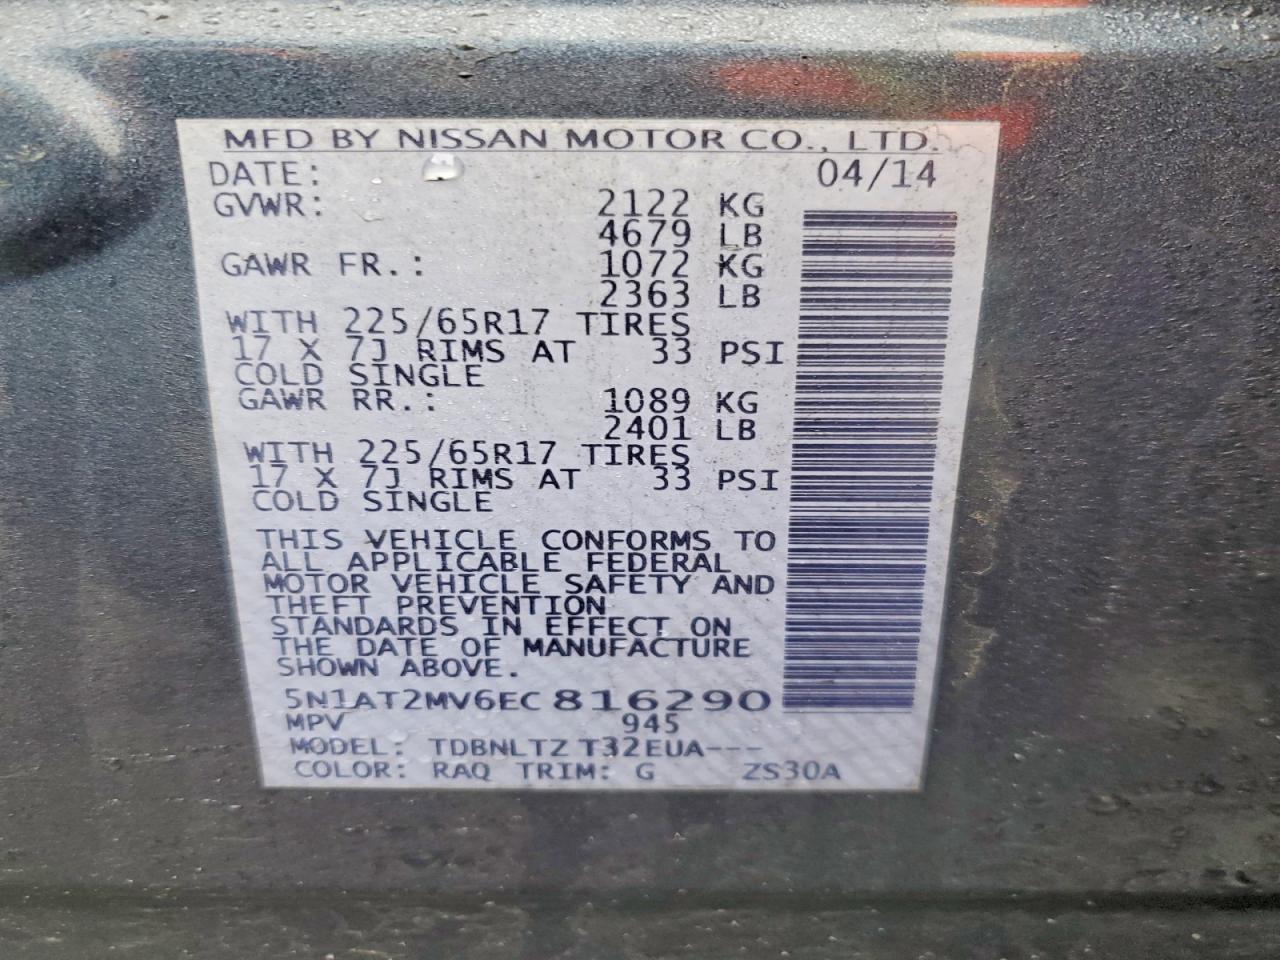 MFD BY NISSAN MOTOR CO., LTD.
DATE: 04/14
GVWR: 2122 KG
4679 LB
GAWR FR.: 1072 KG
2363 LB
WITH 225/65R17 TIRES
17 X 7J RIMS AT 33 PSI
COLD SINGLE
GAWR RR.: 1089 KG
2401 LB
WITH 225/65R17 TIRES
17 X 7J RIMS AT 33 PSI
COLD SINGLE
THIS VEHICLE CONFORMS TO
ALL APPLICABLE FEDERAL
MOTOR VEHICLE SAFETY AND
THEFT PREVENTION
STANDARDS IN EFFECT ON
THE DATE OF MANUFACTURE
SHOWN ABOVE.
5N1AT2MV6EC816290
MPV 945
MODEL: TDBNLTZ T32EUA---
COLOR: RAQ TRIM: G ZS30A